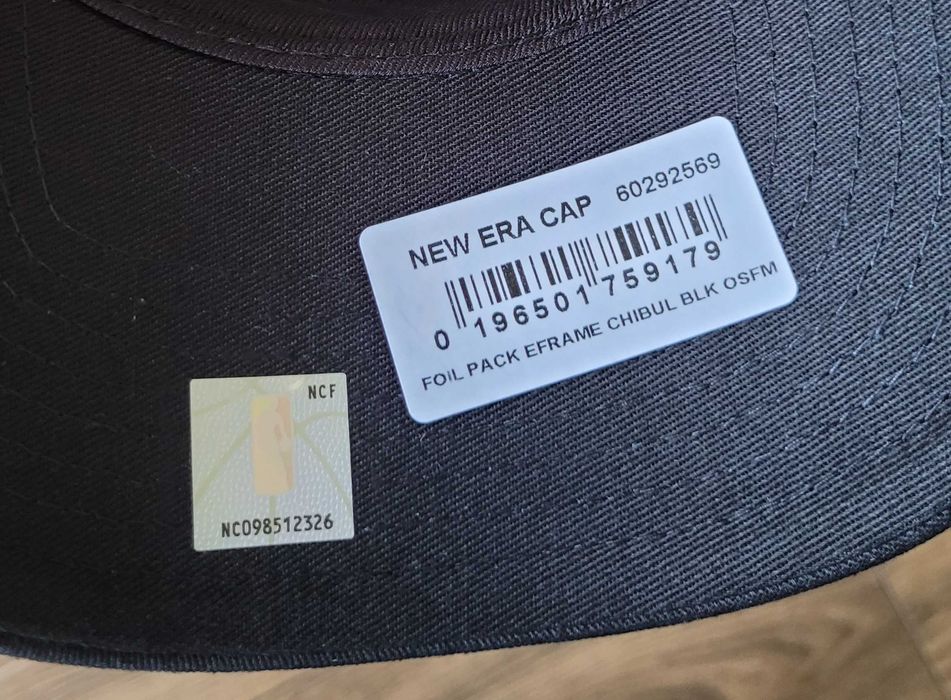 NEW ERA CAP 60292569
0 196501 759179
FOIL PACK EFRAME CHIBUL BLK OSFM
NCF
NC098512326